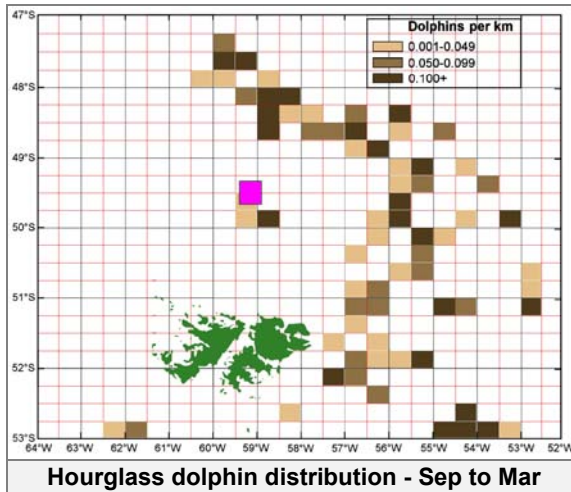 47°S
Dolphins per km
0.001-0.049
0.050-0.099
0.100+
48°S
49°S
50°S
51°S
52°S
53°S
64°W 63°W 62°W 61°W 60°W 59°W 58°W 57°W 56°W 55°W 54°W 53°W 52°W
Hourglass dolphin distribution - Sep to Mar